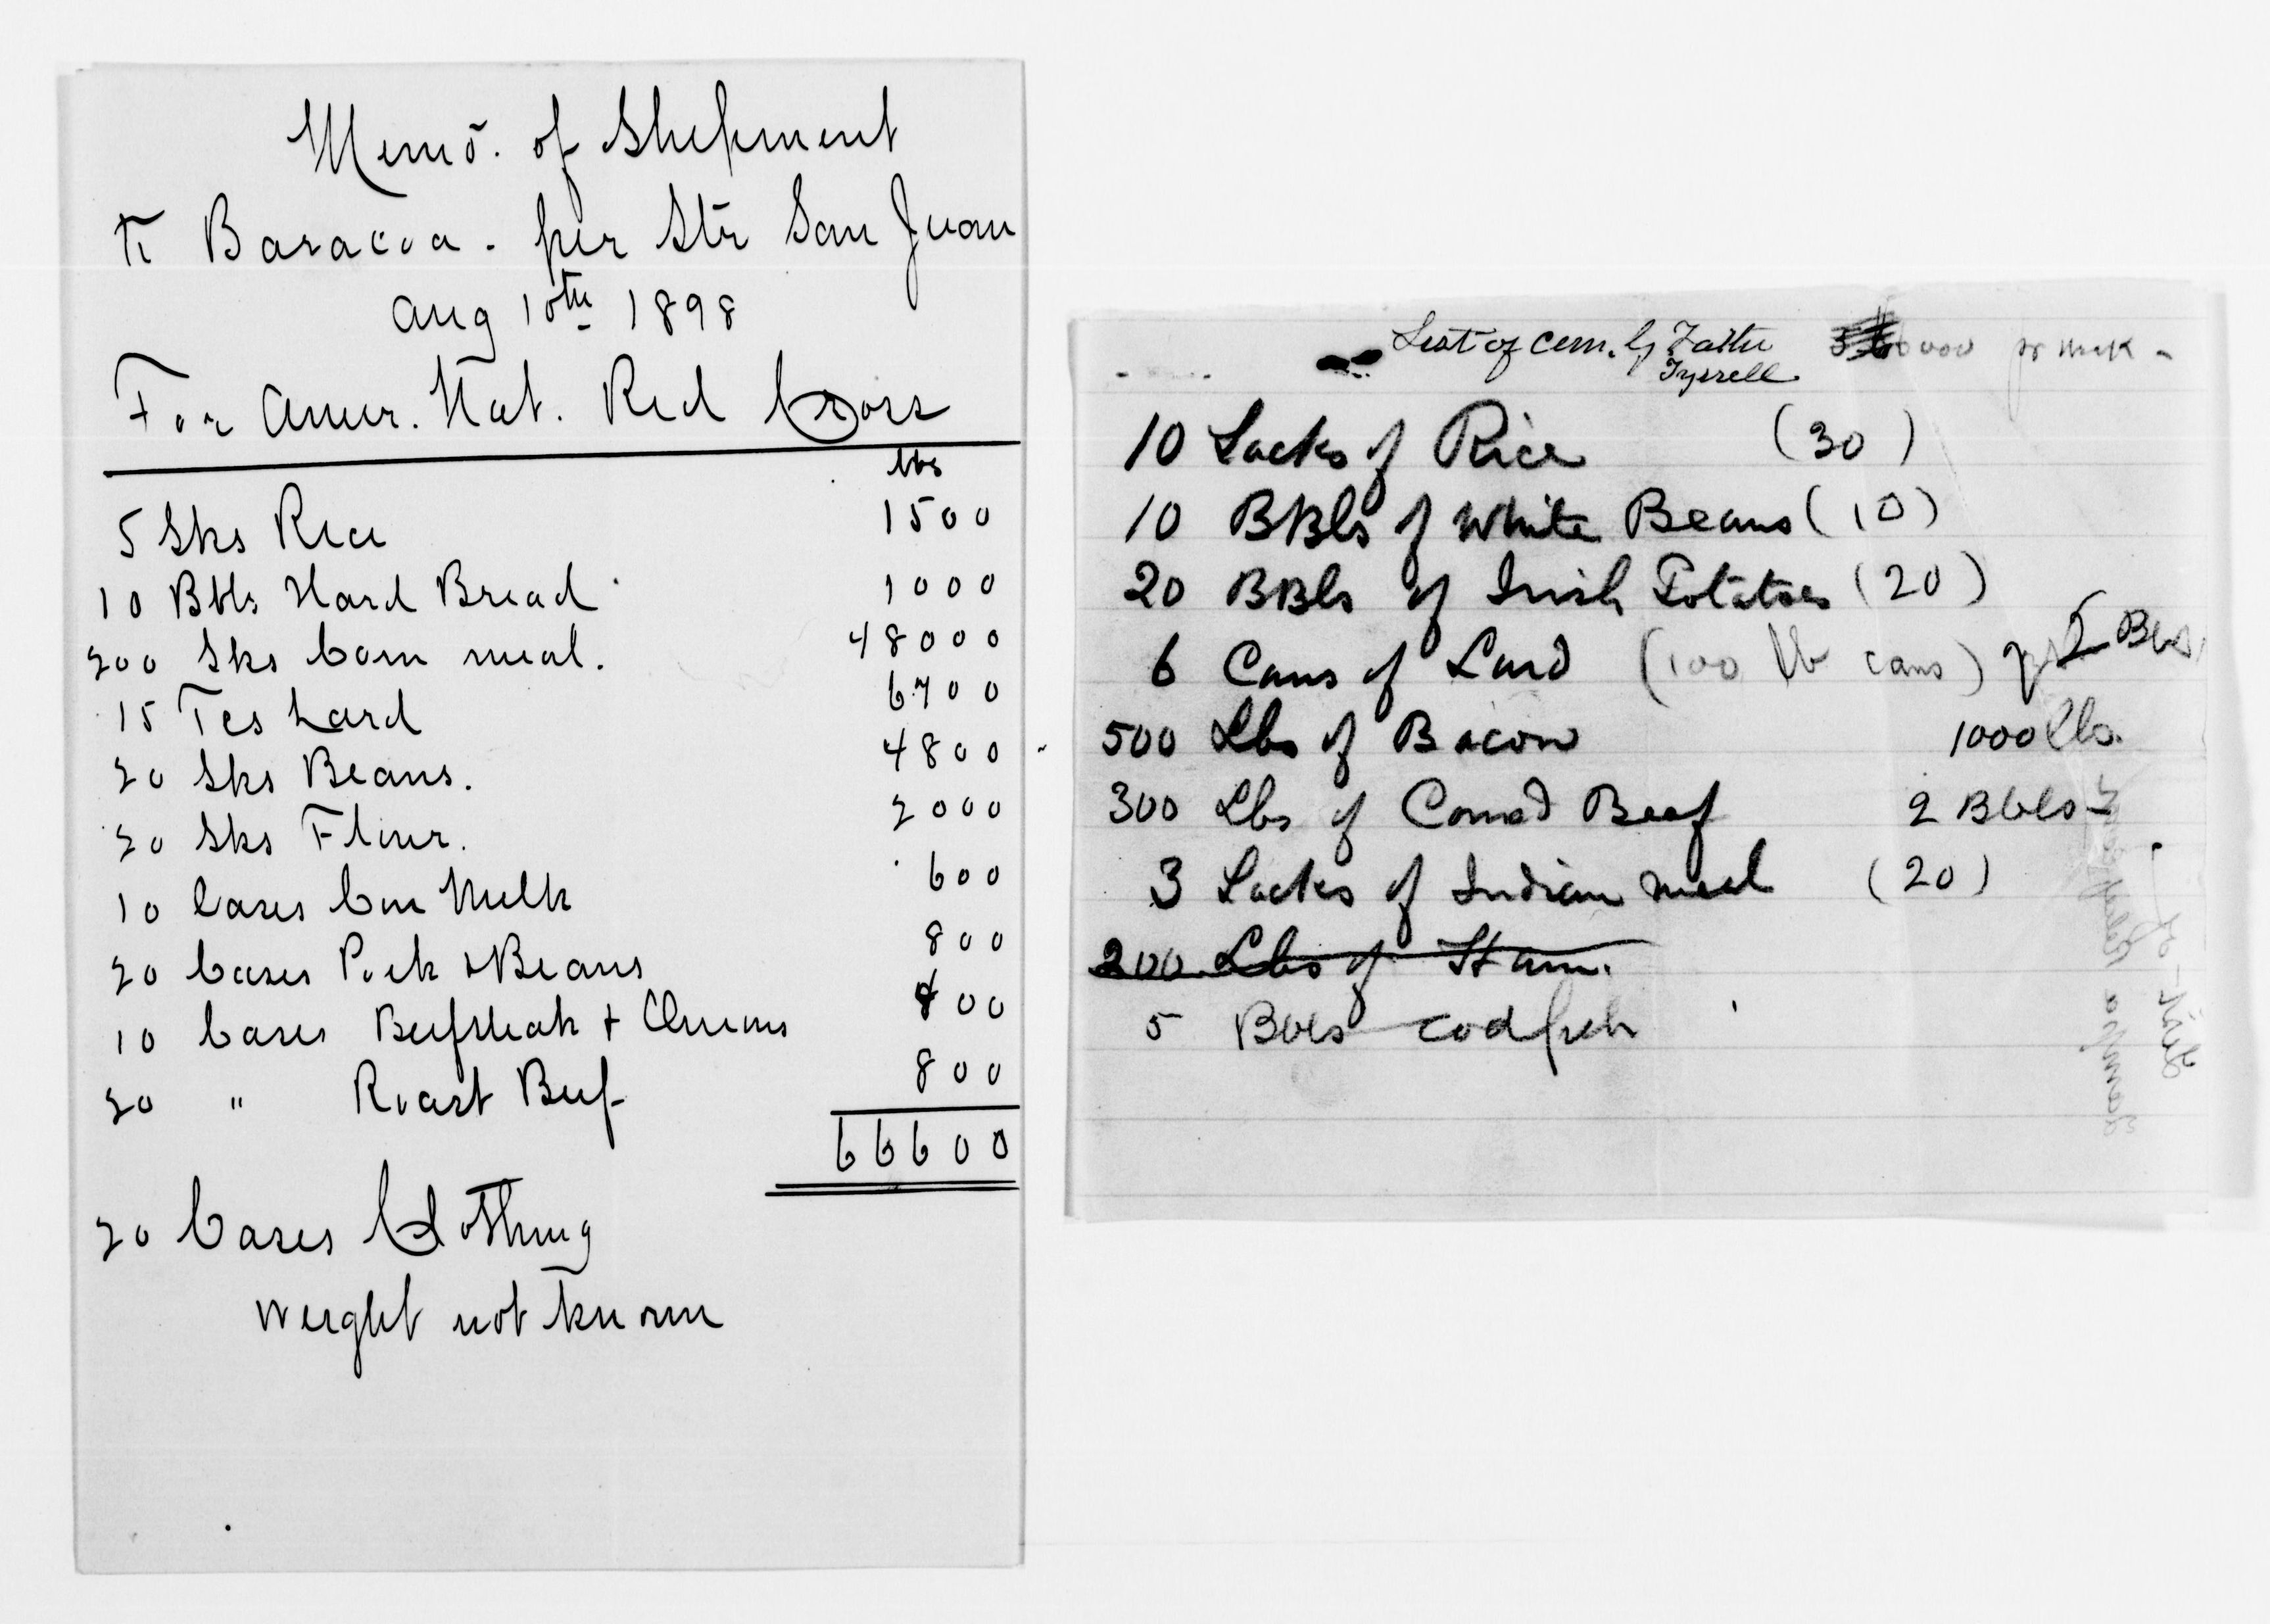 Memo. of Shipment
To Baracoa. per Str San Juan
Aug 10th 1898
For Amer. Nat. Red Cross
lbs
5 Sks Rice 1500
10 Bbls Hard Bread 1000
200 Sks Corn meal. 48000
15 Tcs Lard 6700
20 Sks Beans. 4800
20 Sks Flour. 2000
10 Cases Con Milk 600
20 Cases Pork & Beans 800
10 Cases Beefsteak + Onions 400
20 " Roast Beef 800
66600
20 Cases Clothing
weight not known
List of by Father
Tyrrell
10 Sacks of Rice (30)
10 BBls of White Beans (10)
20 BBls of Irish Potatoes (20)
6 Cans of Lard (100 lb cans) 5 Bls
500 Lbs of Bacon 1000 lbs.
300 Lbs of Corned Beef 2 Bbls
3 Sacks of Indian meal (20)
200 Lbs of Ham.
5 Bbls codfish